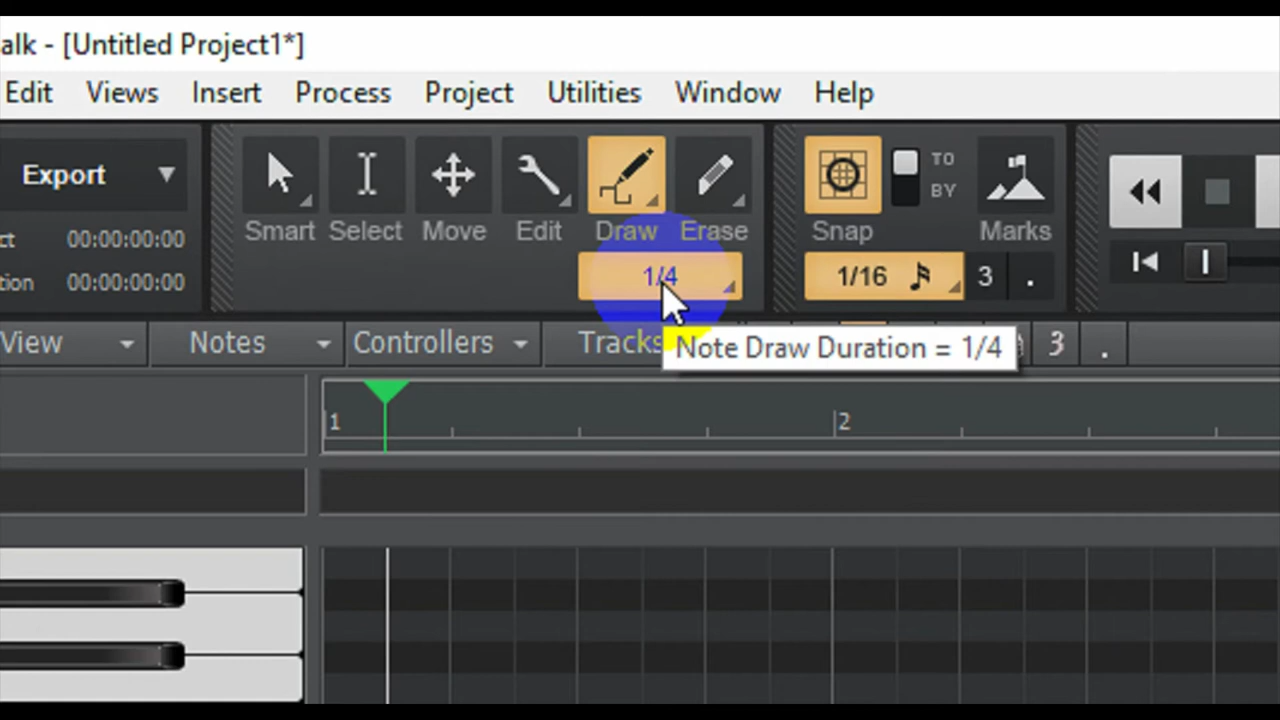 alk - [Untitled Project1*]
Edit Views Insert Process Project Utilities Window Help
Export
TO
BY
Smart Select Move Edit Draw Erase Snap Marks
ct 00:00:00:00
tion 00:00:00:00
1/4 1/16 3 .
View Notes Controllers Tracks 3 .
Note Draw Duration = 1/4
1 2